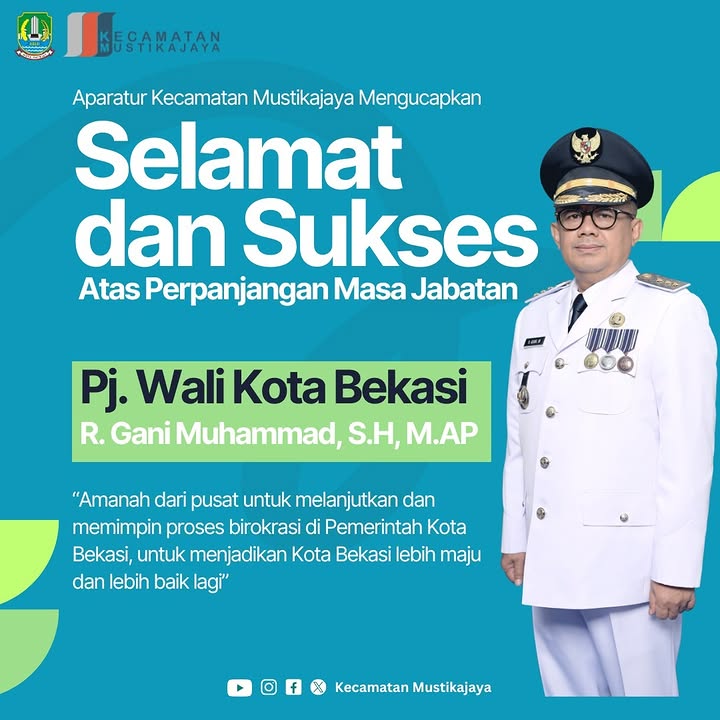 KECAMATAN
MUSTIKAJAYA
Aparatur Kecamatan Mustikajaya Mengucapkan
Selamat
dan Sukses
Atas Perpanjangan Masa Jabatan
Pj. Wali Kota Bekasi
R. Gani Muhammad, S.H, M.AP
“Amanah dari pusat untuk melanjutkan dan
memimpin proses birokrasi di Pemerintah Kota
Bekasi, untuk menjadikan Kota Bekasi lebih maju
dan lebih baik lagi”
Kecamatan Mustikajaya